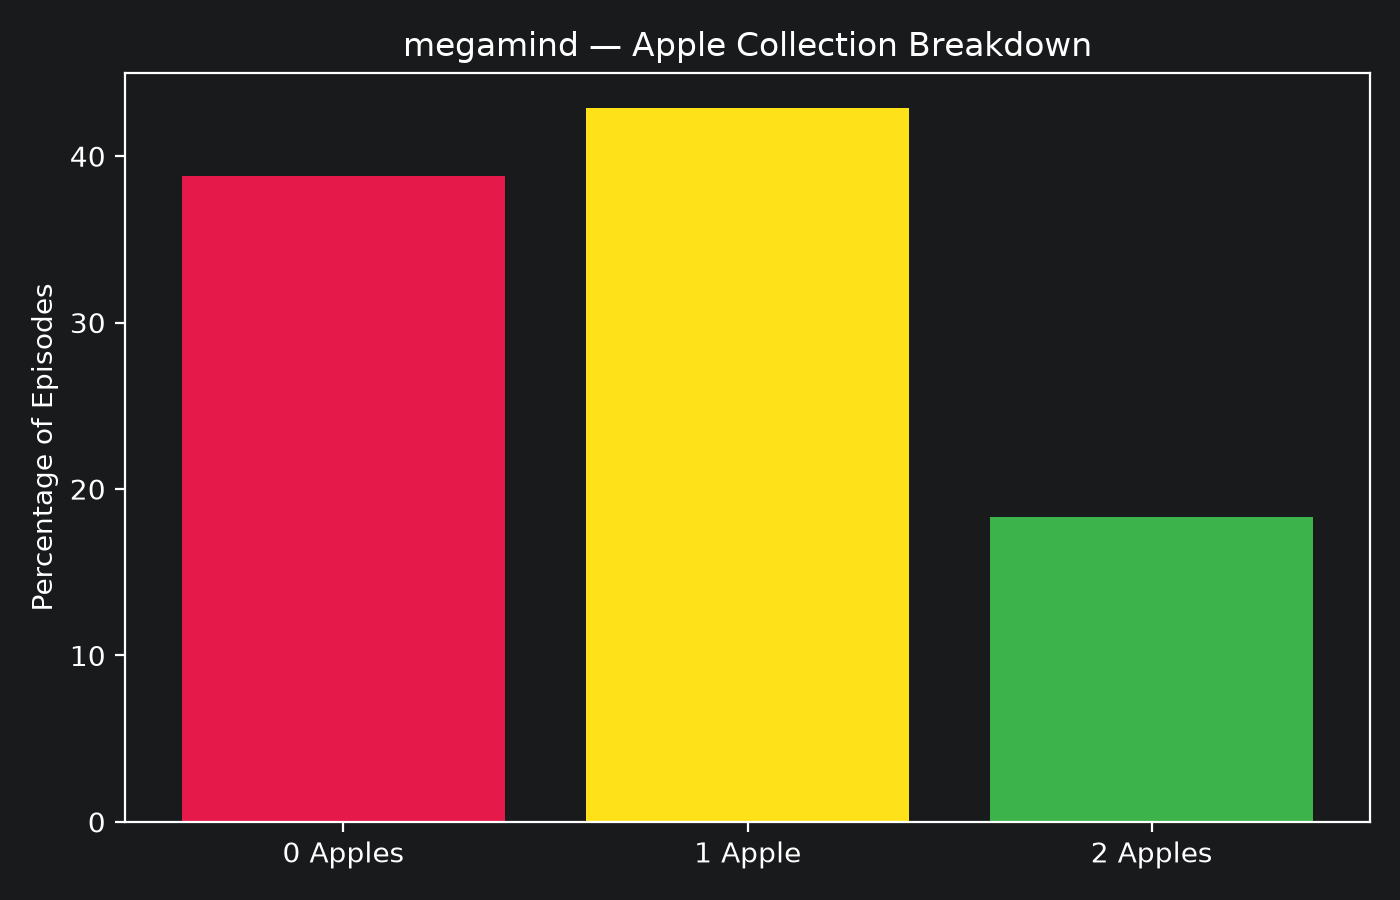 megamind — Apple Collection Breakdown
Percentage of Episodes
40
30
20
10
0
0 Apples
1 Apple
2 Apples